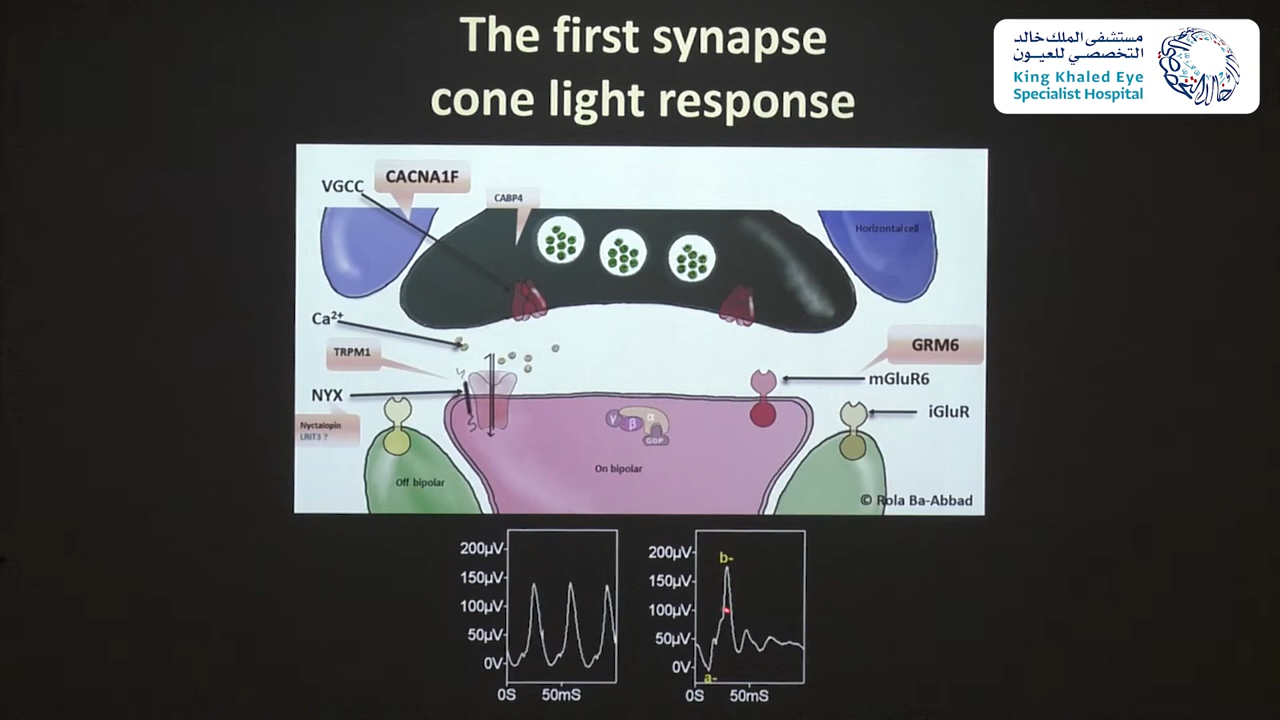 The first synapse
cone light response
مستشفى الملك خالد
التخصصي للعيون
King Khaled Eye
Specialist Hospital
VGCC
CACNA1F
CABP4
Horizontal cell
Ca²⁺
TRPM1
GRM6
mGluR6
NYX
iGluR
Nyctalopin
LRIT3 ?
γ
β
α
GDP
On bipolar
Off bipolar
© Rola Ba-Abbad
200µV
150µV
100µV
50µV
0V
0S
50mS
200µV
150µV
100µV
50µV
0V
b-
a-
0S
50mS